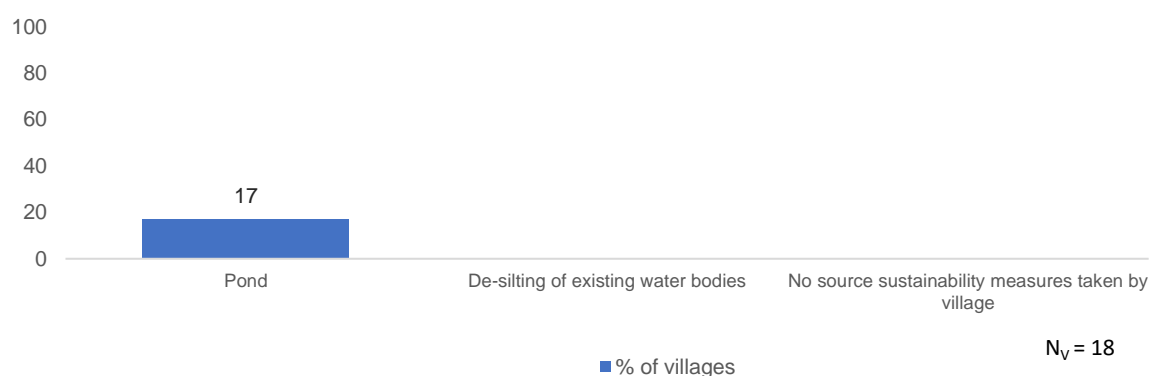 100
80
60
40
20
0
17
Pond
De-silting of existing water bodies
No source sustainability measures taken by
village
N_V = 18
% of villages